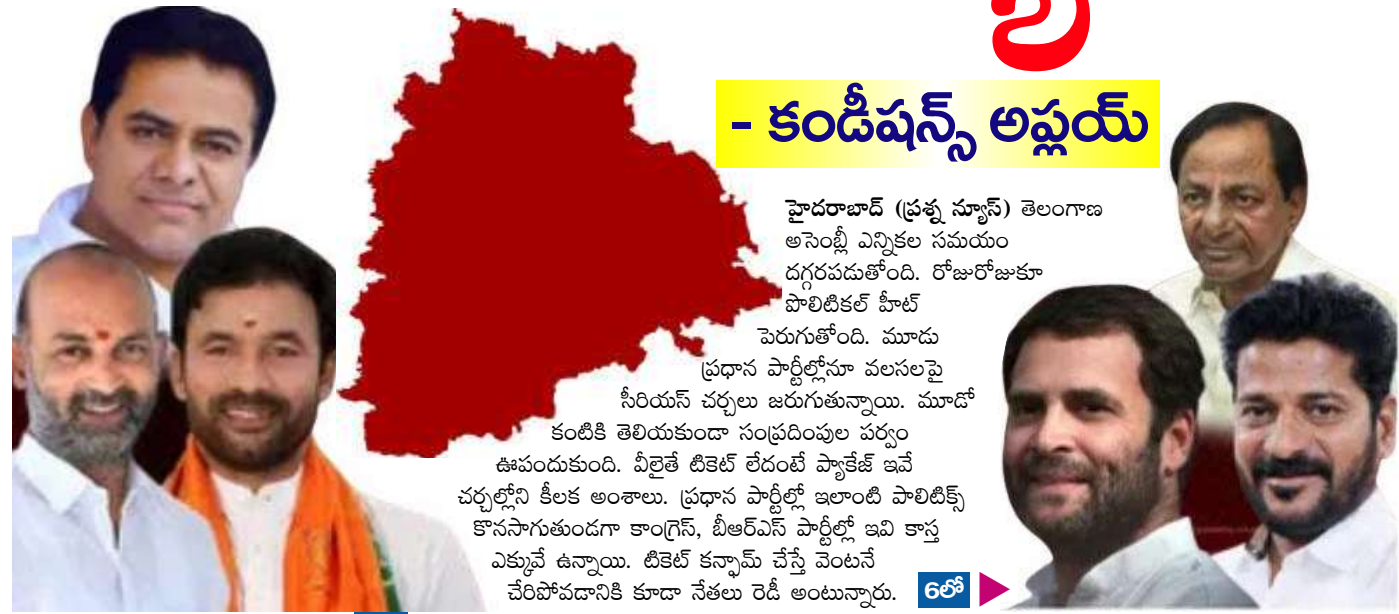 - కండీషన్స్ అప్లయ్
హైదరాబాద్ (ప్రశ్న న్యూస్) తెలంగాణ
అసెంబ్లీ ఎన్నికల సమయం
దగ్గరపడుతోంది. రోజురోజుకూ
పొలిటికల్ హీట్
పెరుగుతోంది. మూడు
ప్రధాన పార్టీల్లోనూ వలసలపై
సీరియస్ చర్చలు జరుగుతున్నాయి. మూడో
కంటికి తెలియకుండా సంప్రదింపుల పర్వం
ఊపందుకుంది. వీలైతే టికెట్ లేదంటే ప్యాకేజ్ ఇవే
చర్చల్లోని కీలక అంశాలు. ప్రధాన పార్టీల్లో ఇలాంటి పాలిటిక్స్
కొనసాగుతుండగా కాంగ్రెస్, బీఆర్ఎస్ పార్టీల్లో ఇవి కాస్త
ఎక్కువే ఉన్నాయి. టికెట్ కన్ఫామ్ చేస్తే వెంటనే
చేరిపోవడానికి కూడా నేతలు రెడీ అంటున్నారు.
6లో